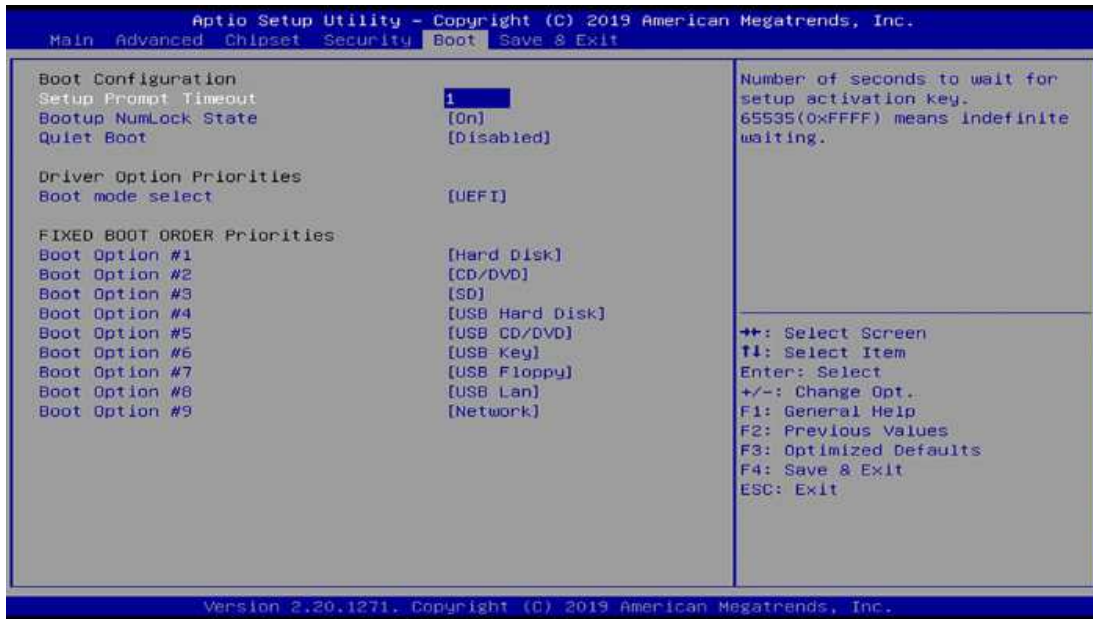 Aptio Setup Utility – Copyright (C) 2019 American Megatrends, Inc.
Main Advanced Chipset Security Boot Save & Exit
Boot Configuration
Setup Prompt Timeout 1
Bootup NumLock State [On]
Quiet Boot [Disabled]
Driver Option Priorities
Boot mode select [UEFI]
FIXED BOOT ORDER Priorities
Boot Option #1 [Hard Disk]
Boot Option #2 [CD/DVD]
Boot Option #3 [SD]
Boot Option #4 [USB Hard Disk]
Boot Option #5 [USB CD/DVD]
Boot Option #6 [USB Key]
Boot Option #7 [USB Floppy]
Boot Option #8 [USB Lan]
Boot Option #9 [Network]
Number of seconds to wait for
setup activation key.
65535(0xFFFF) means indefinite
waiting.
→←: Select Screen
↑↓: Select Item
Enter: Select
+/-: Change Opt.
F1: General Help
F2: Previous Values
F3: Optimized Defaults
F4: Save & Exit
ESC: Exit
Version 2.20.1271. Copyright (C) 2019 American Megatrends, Inc.